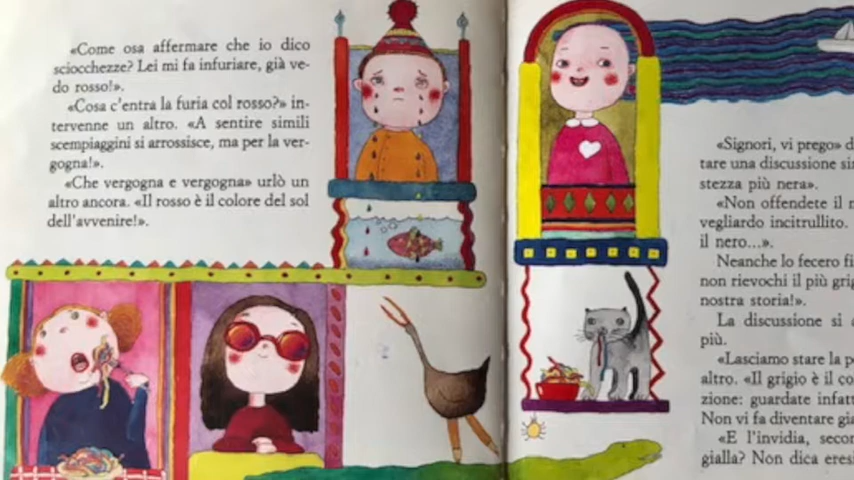 «Come osa affermare che io dico
sciocchezze? Lei mi fa infuriare, già ve-
do rosso!».
«Cosa c'entra la furia col rosso?» in-
tervenne un altro. «A sentire simili
scempiaggini si arrossisce, ma per la ver-
gogna!».
«Che vergogna e vergogna» urlò un
altro ancora. «Il rosso è il colore del sol
dell'avvenire!».
«Signori, vi prego» d
tare una discussione sin
stezza più nera».
«Non offendete il n
vegliardo incitrullito.
il nero...».
Neanche lo fecero fi
non rievochi il più grig
nostra storia!».
La discussione si
più.
«Lasciamo stare la p
altro. «Il grigio è il co
zione: guardate infatt
Non vi fa diventare gia
«E l'invidia, secon
gialla? Non dica eresi